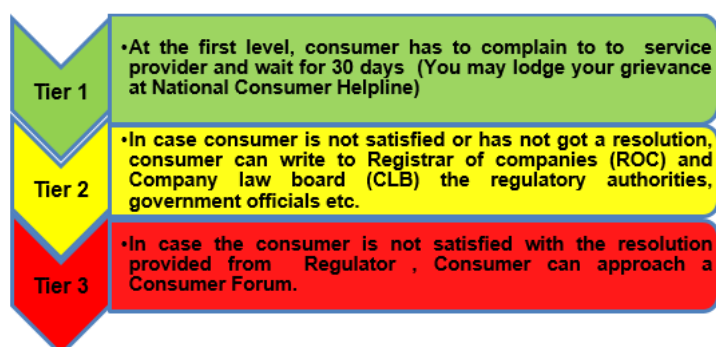 Tier 1
•At the first level, consumer has to complain to to service
provider and wait for 30 days (You may lodge your grievance
at National Consumer Helpline)
Tier 2
•In case consumer is not satisfied or has not got a resolution,
consumer can write to Registrar of companies (ROC) and
Company law board (CLB) the regulatory authorities,
government officials etc.
Tier 3
•In case the consumer is not satisfied with the resolution
provided from Regulator , Consumer can approach a
Consumer Forum.